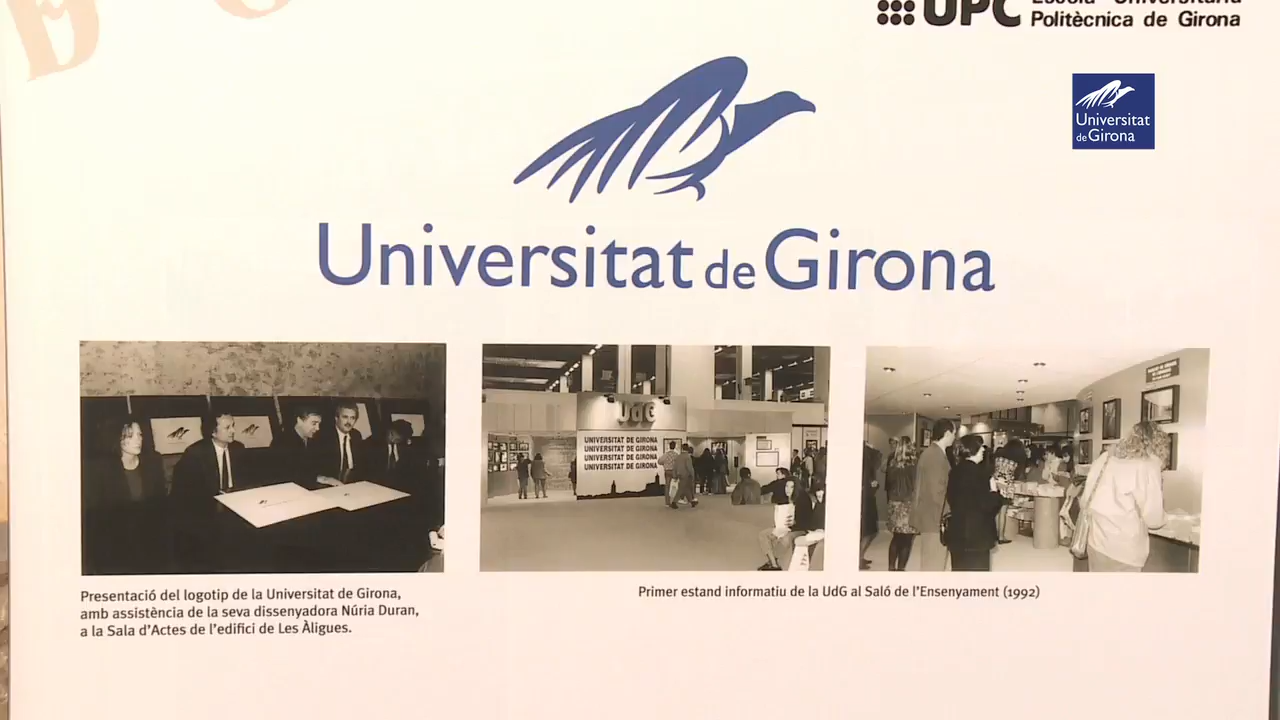 UPC
Escola Universitària
Politècnica de Girona
Universitat
de Girona
Universitat de Girona
UdG
UNIVERSITAT DE GIRONA
UNIVERSITAT DE GIRONA
UNIVERSITAT DE GIRONA
UNIVERSITAT DE GIRONA
Presentació del logotip de la Universitat de Girona,
amb assistència de la seva dissenyadora Núria Duran,
a la Sala d'Actes de l'edifici de Les Àligues.
Primer estand informatiu de la UdG al Saló de l'Ensenyament (1992)